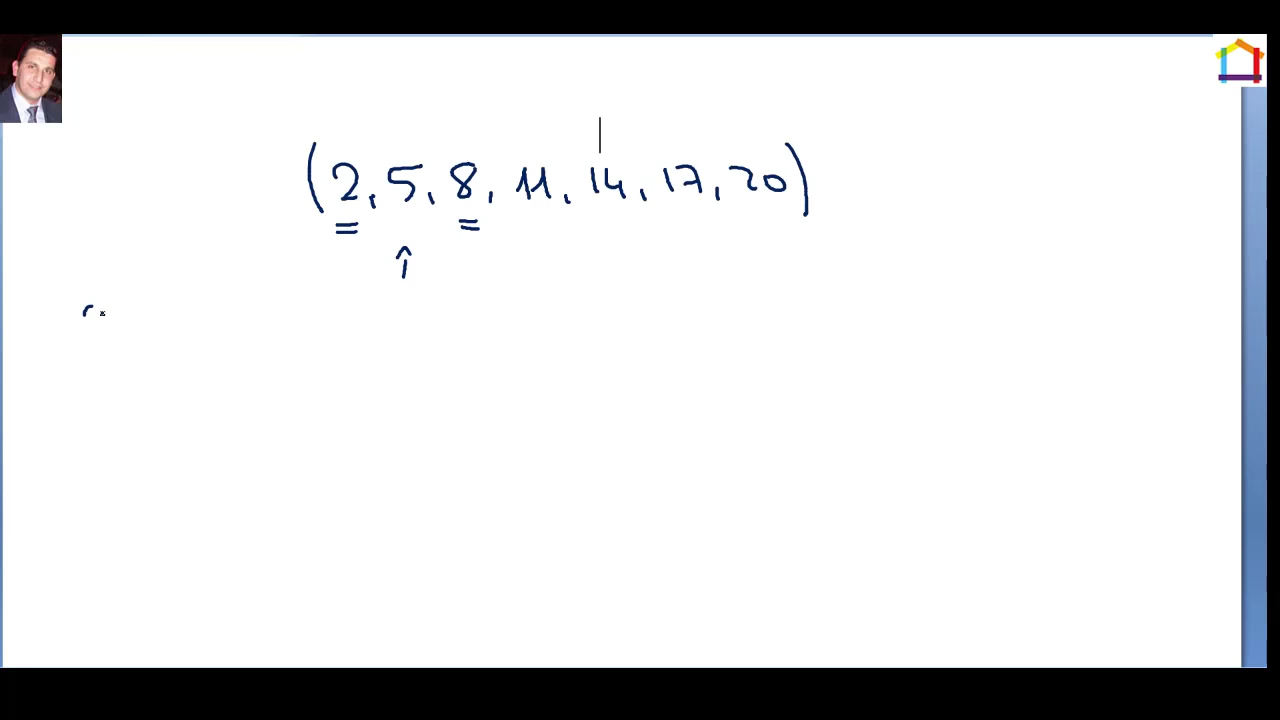 (2, 5, 8, 11, 14, 17, 20)